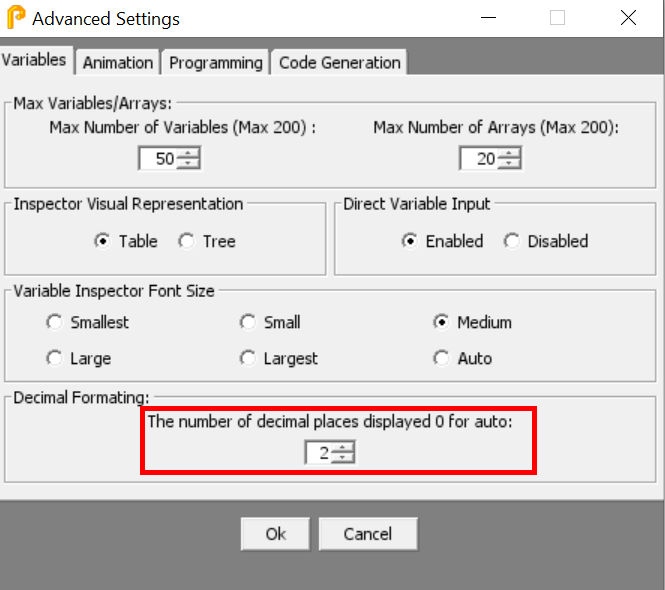 Advanced Settings
Variables Animation Programming Code Generation
Max Variables/Arrays:
Max Number of Variables (Max 200) : Max Number of Arrays (Max 200):
50 20
Inspector Visual Representation Direct Variable Input
Table Tree Enabled Disabled
Variable Inspector Font Size
Smallest Small Medium
Large Largest Auto
Decimal Formating:
The number of decimal places displayed 0 for auto:
2
Ok Cancel